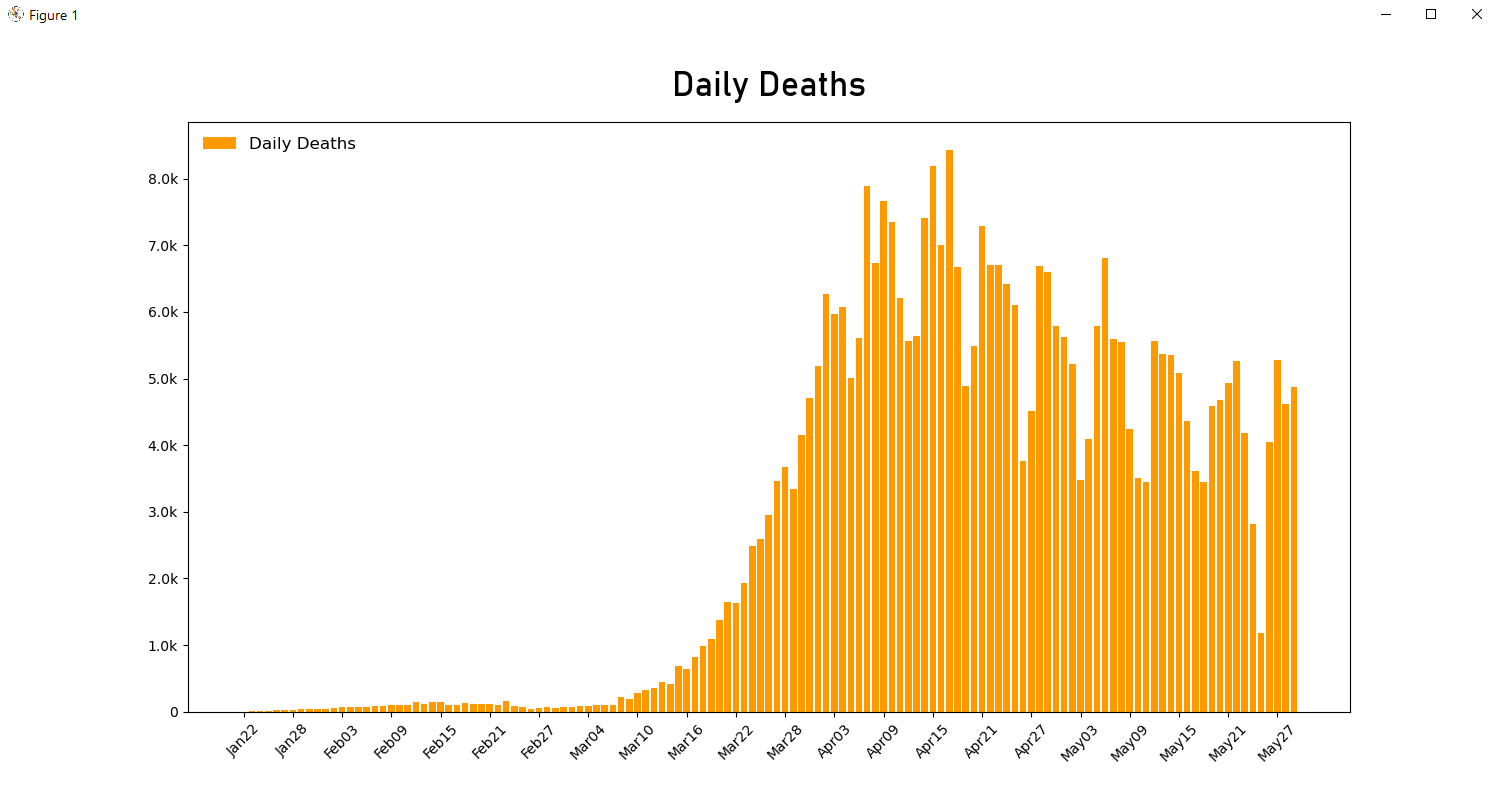 Figure 1
Daily Deaths
Daily Deaths
8.0k
7.0k
6.0k
5.0k
4.0k
3.0k
2.0k
1.0k
0
Jan22 Jan28 Feb03 Feb09 Feb15 Feb21 Feb27 Mar04 Mar10 Mar16 Mar22 Mar28 Apr03 Apr09 Apr15 Apr21 Apr27 May03 May09 May15 May21 May27